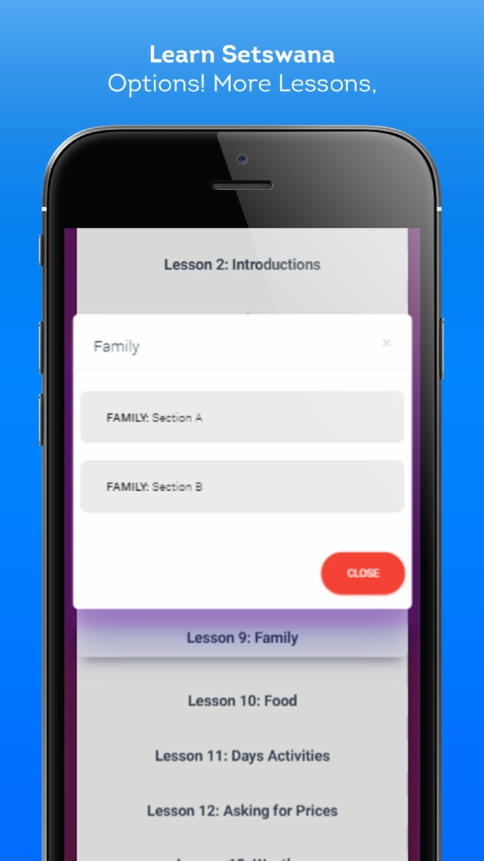 Learn Setswana
Options! More Lessons,
Lesson 2: Introductions
Family
×
FAMILY: Section A
FAMILY: Section B
CLOSE
Lesson 9: Family
Lesson 10: Food
Lesson 11: Days Activities
Lesson 12: Asking for Prices